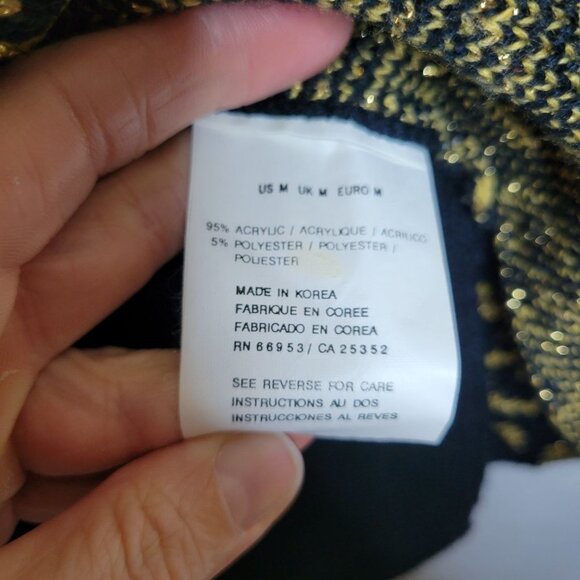 US M UK M EURO M
95% ACRYLIC / ACRYLIQUE / ACRILICO
5% POLYESTER / POLYESTER /
POLIESTER
MADE IN KOREA
FABRIQUE EN COREE
FABRICADO EN COREA
RN 66953 / CA 25352
SEE REVERSE FOR CARE
INSTRUCTIONS AU DOS
INSTRUCCIONES AL REVES